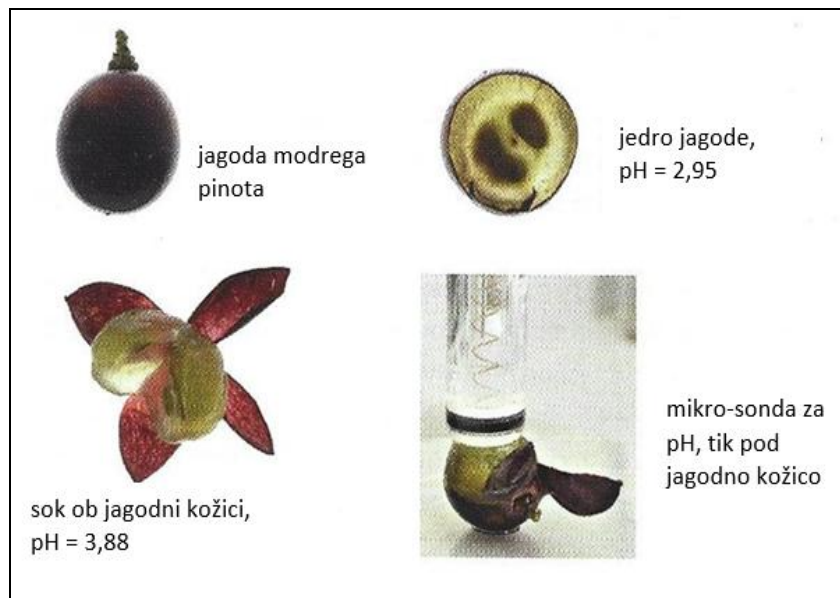 jagoda modrega
pinota
jedro jagode,
pH = 2,95
sok ob jagodni kožici,
pH = 3,88
mikro-sonda za
pH, tik pod
jagodno kožico